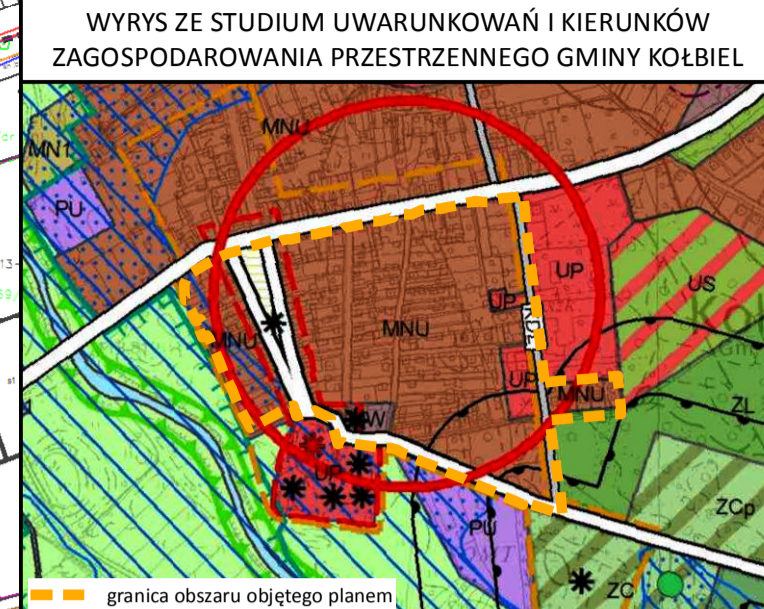 WYRYS ZE STUDIUM UWARUNKOWAŃ I KIERUNKÓW
ZAGOSPODAROWANIA PRZESTRZENNEGO GMINY KOŁBIEL
MNU
MN1
PU
UP
US
UP
MNU
MNU
UP
MNU
ZL
W
UP
PU
ZCp
ZC
granica obszaru objętego planem